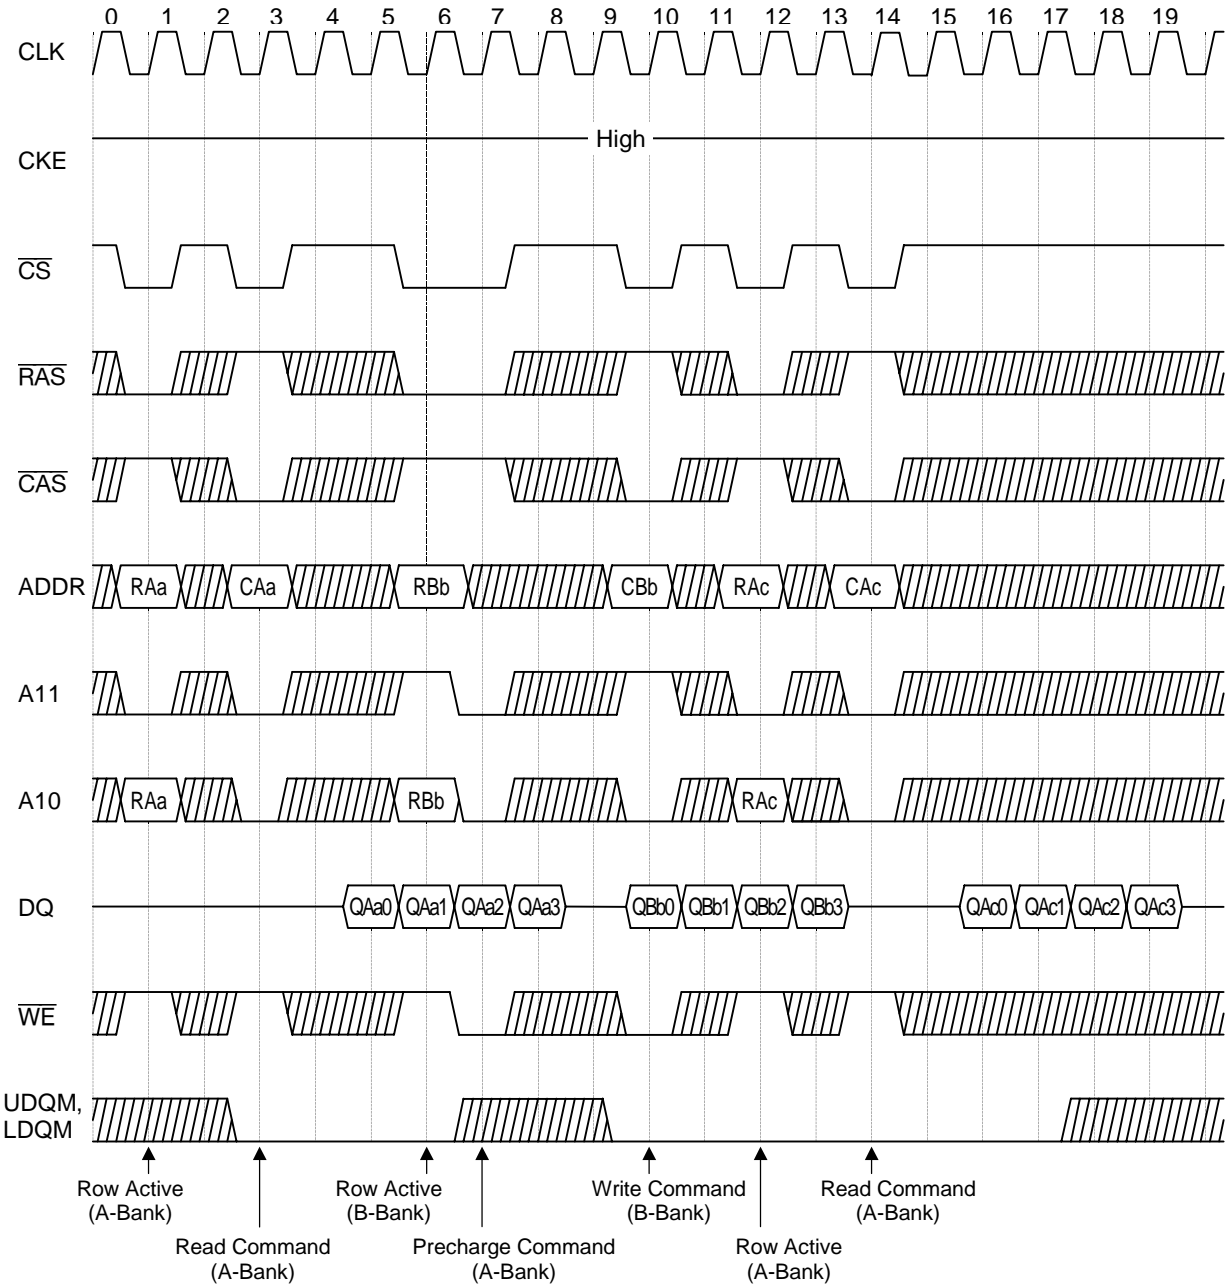 0 1 2 3 4 5 6 7 8 9 10 11 12 13 14 15 16 17 18 19
CLK
CKE High
CS
RAS
CAS
ADDR RAa CAa RBb CBb RAc CAc
A11
A10 RAa RBb RAc
DQ QAa0 QAa1 QAa2 QAa3 QBb0 QBb1 QBb2 QBb3 QAc0 QAc1 QAc2 QAc3
WE
UDQM,
LDQM
Row Active
(A-Bank)
Row Active
(B-Bank)
Write Command
(B-Bank)
Read Command
(A-Bank)
Read Command
(A-Bank)
Precharge Command
(A-Bank)
Row Active
(A-Bank)